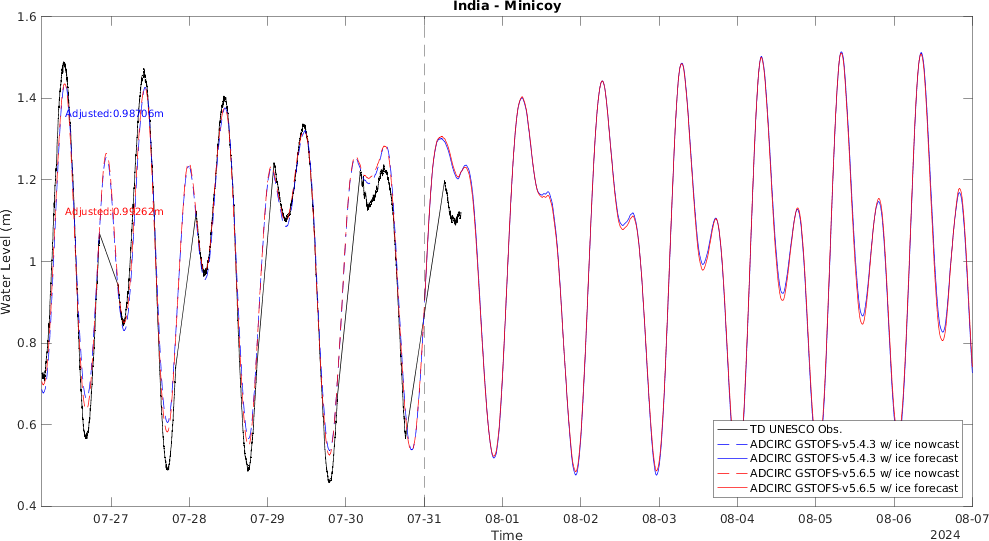 India - Minicoy
1.6
1.4
1.2
1
0.8
0.6
0.4
Water Level (m)
Adjusted:0.98706m
Adjusted:0.99262m
TD UNESCO Obs.
ADCIRC GSTOFS-v5.4.3 w/ ice nowcast
ADCIRC GSTOFS-v5.4.3 w/ ice forecast
ADCIRC GSTOFS-v5.6.5 w/ ice nowcast
ADCIRC GSTOFS-v5.6.5 w/ ice forecast
07-27 07-28 07-29 07-30 07-31 08-01 08-02 08-03 08-04 08-05 08-06 08-07
Time
2024